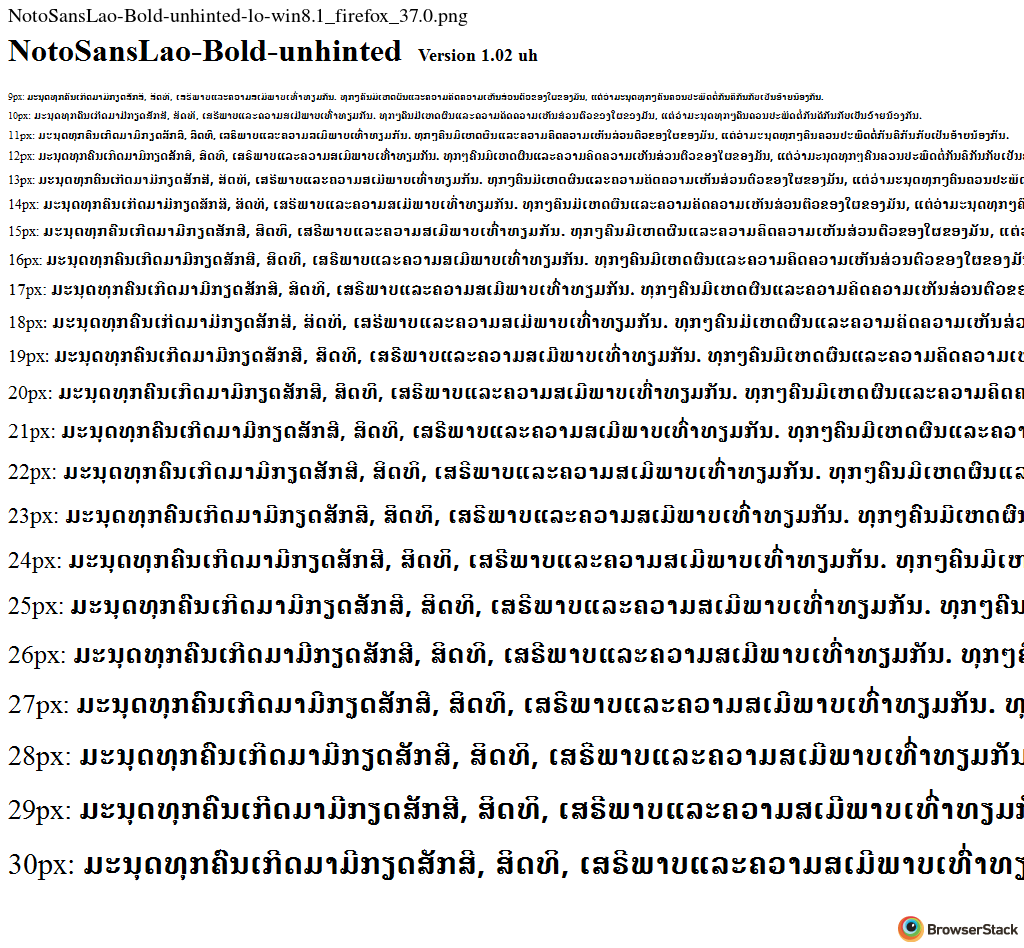 NotoSansLao-Bold-unhinted-lo-win8.1_firefox_37.0.png
NotoSansLao-Bold-unhinted Version 1.02 uh
9px: ມະນຸດທຸກຄົນເກີດມາມີກຽດສັກສີ, ສິດທິ, ເສຣີພາບແລະຄວາມສເມີພາບເທົ່າທຽມກັນ. ທຸກໆຄົນມີເຫດຜົນແລະຄວາມຄິດຄວາມເຫັນສ່ວນຕົວຂອງໃຜຂອງມັນ, ແຕ່ວ່າມະນຸດທຸກໆຄົນຄວນປະພຶດຕໍ່ກັນຄືກັນກັບເປັນອ້າຍນ້ອງກັນ.
10px: ມະນຸດທຸກຄົນເກີດມາມີກຽດສັກສີ, ສິດທິ, ເສຣີພາບແລະຄວາມສເມີພາບເທົ່າທຽມກັນ. ທຸກໆຄົນມີເຫດຜົນແລະຄວາມຄິດຄວາມເຫັນສ່ວນຕົວຂອງໃຜຂອງມັນ, ແຕ່ວ່າມະນຸດທຸກໆຄົນຄວນປະພຶດຕໍ່ກັນຄືກັນກັບເປັນອ້າຍນ້ອງກັນ.
11px: ມະນຸດທຸກຄົນເກີດມາມີກຽດສັກສີ, ສິດທິ, ເສຣີພາບແລະຄວາມສເມີພາບເທົ່າທຽມກັນ. ທຸກໆຄົນມີເຫດຜົນແລະຄວາມຄິດຄວາມເຫັນສ່ວນຕົວຂອງໃຜຂອງມັນ, ແຕ່ວ່າມະນຸດທຸກໆຄົນຄວນປະພຶດຕໍ່ກັນຄືກັນກັບເປັນອ້າຍນ້ອງກັນ.
12px: ມະນຸດທຸກຄົນເກີດມາມີກຽດສັກສີ, ສິດທິ, ເສຣີພາບແລະຄວາມສເມີພາບເທົ່າທຽມກັນ. ທຸກໆຄົນມີເຫດຜົນແລະຄວາມຄິດຄວາມເຫັນສ່ວນຕົວຂອງໃຜຂອງມັນ, ແຕ່ວ່າມະນຸດທຸກໆຄົນຄວນປະພຶດຕໍ່ກັນຄືກັນກັບເປັນ
13px: ມະນຸດທຸກຄົນເກີດມາມີກຽດສັກສີ, ສິດທິ, ເສຣີພາບແລະຄວາມສເມີພາບເທົ່າທຽມກັນ. ທຸກໆຄົນມີເຫດຜົນແລະຄວາມຄິດຄວາມເຫັນສ່ວນຕົວຂອງໃຜຂອງມັນ, ແຕ່ວ່າມະນຸດທຸກໆຄົນຄວນປະພຶດ
14px: ມະນຸດທຸກຄົນເກີດມາມີກຽດສັກສີ, ສິດທິ, ເສຣີພາບແລະຄວາມສເມີພາບເທົ່າທຽມກັນ. ທຸກໆຄົນມີເຫດຜົນແລະຄວາມຄິດຄວາມເຫັນສ່ວນຕົວຂອງໃຜຂອງມັນ, ແຕ່ວ່າມະນຸດທຸກໆ
15px: ມະນຸດທຸກຄົນເກີດມາມີກຽດສັກສີ, ສິດທິ, ເສຣີພາບແລະຄວາມສເມີພາບເທົ່າທຽມກັນ. ທຸກໆຄົນມີເຫດຜົນແລະຄວາມຄິດຄວາມເຫັນສ່ວນຕົວຂອງໃຜຂອງມັນ, ແຕ່
16px: ມະນຸດທຸກຄົນເກີດມາມີກຽດສັກສີ, ສິດທິ, ເສຣີພາບແລະຄວາມສເມີພາບເທົ່າທຽມກັນ. ທຸກໆຄົນມີເຫດຜົນແລະຄວາມຄິດຄວາມເຫັນສ່ວນຕົວຂອງໃຜຂອງມັ
17px: ມະນຸດທຸກຄົນເກີດມາມີກຽດສັກສີ, ສິດທິ, ເສຣີພາບແລະຄວາມສເມີພາບເທົ່າທຽມກັນ. ທຸກໆຄົນມີເຫດຜົນແລະຄວາມຄິດຄວາມເຫັນສ່ວນຕົວຂອ
18px: ມະນຸດທຸກຄົນເກີດມາມີກຽດສັກສີ, ສິດທິ, ເສຣີພາບແລະຄວາມສເມີພາບເທົ່າທຽມກັນ. ທຸກໆຄົນມີເຫດຜົນແລະຄວາມຄິດຄວາມເຫັນສ່ວ
19px: ມະນຸດທຸກຄົນເກີດມາມີກຽດສັກສີ, ສິດທິ, ເສຣີພາບແລະຄວາມສເມີພາບເທົ່າທຽມກັນ. ທຸກໆຄົນມີເຫດຜົນແລະຄວາມຄິດຄວາມເ
20px: ມະນຸດທຸກຄົນເກີດມາມີກຽດສັກສີ, ສິດທິ, ເສຣີພາບແລະຄວາມສເມີພາບເທົ່າທຽມກັນ. ທຸກໆຄົນມີເຫດຜົນແລະຄວາມຄິດຄ
21px: ມະນຸດທຸກຄົນເກີດມາມີກຽດສັກສີ, ສິດທິ, ເສຣີພາບແລະຄວາມສເມີພາບເທົ່າທຽມກັນ. ທຸກໆຄົນມີເຫດຜົນແລະຄວາ
22px: ມະນຸດທຸກຄົນເກີດມາມີກຽດສັກສີ, ສິດທິ, ເສຣີພາບແລະຄວາມສເມີພາບເທົ່າທຽມກັນ. ທຸກໆຄົນມີເຫດຜົນແລ
23px: ມະນຸດທຸກຄົນເກີດມາມີກຽດສັກສີ, ສິດທິ, ເສຣີພາບແລະຄວາມສເມີພາບເທົ່າທຽມກັນ. ທຸກໆຄົນມີເຫດຜົນ
24px: ມະນຸດທຸກຄົນເກີດມາມີກຽດສັກສີ, ສິດທິ, ເສຣີພາບແລະຄວາມສເມີພາບເທົ່າທຽມກັນ. ທຸກໆຄົນມີເຫ
25px: ມະນຸດທຸກຄົນເກີດມາມີກຽດສັກສີ, ສິດທິ, ເສຣີພາບແລະຄວາມສເມີພາບເທົ່າທຽມກັນ. ທຸກໆຄົນ
26px: ມະນຸດທຸກຄົນເກີດມາມີກຽດສັກສີ, ສິດທິ, ເສຣີພາບແລະຄວາມສເມີພາບເທົ່າທຽມກັນ. ທຸກໆຄົ
27px: ມະນຸດທຸກຄົນເກີດມາມີກຽດສັກສີ, ສິດທິ, ເສຣີພາບແລະຄວາມສເມີພາບເທົ່າທຽມກັນ. ທຸ
28px: ມະນຸດທຸກຄົນເກີດມາມີກຽດສັກສີ, ສິດທິ, ເສຣີພາບແລະຄວາມສເມີພາບເທົ່າທຽມກັນ
29px: ມະນຸດທຸກຄົນເກີດມາມີກຽດສັກສີ, ສິດທິ, ເສຣີພາບແລະຄວາມສເມີພາບເທົ່າທຽມກັ
30px: ມະນຸດທຸກຄົນເກີດມາມີກຽດສັກສີ, ສິດທິ, ເສຣີພາບແລະຄວາມສເມີພາບເທົ່າທຽ
BrowserStack